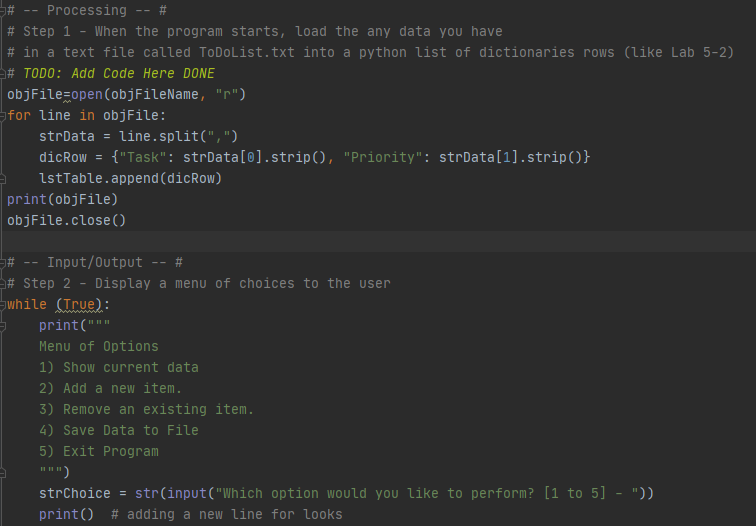 # -- Processing -- #
# Step 1 - When the program starts, load the any data you have
# in a text file called ToDoList.txt into a python list of dictionaries rows (like Lab 5-2)
# TODO: Add Code Here DONE
objFile=open(objFileName, "r")
for line in objFile:
    strData = line.split(",")
    dicRow = {"Task": strData[0].strip(), "Priority": strData[1].strip()}
    lstTable.append(dicRow)
print(objFile)
objFile.close()

# -- Input/Output -- #
# Step 2 - Display a menu of choices to the user
while (True):
    print("""
    Menu of Options
    1) Show current data
    2) Add a new item.
    3) Remove an existing item.
    4) Save Data to File
    5) Exit Program
    """)
    strChoice = str(input("Which option would you like to perform? [1 to 5] - "))
    print()  # adding a new line for looks